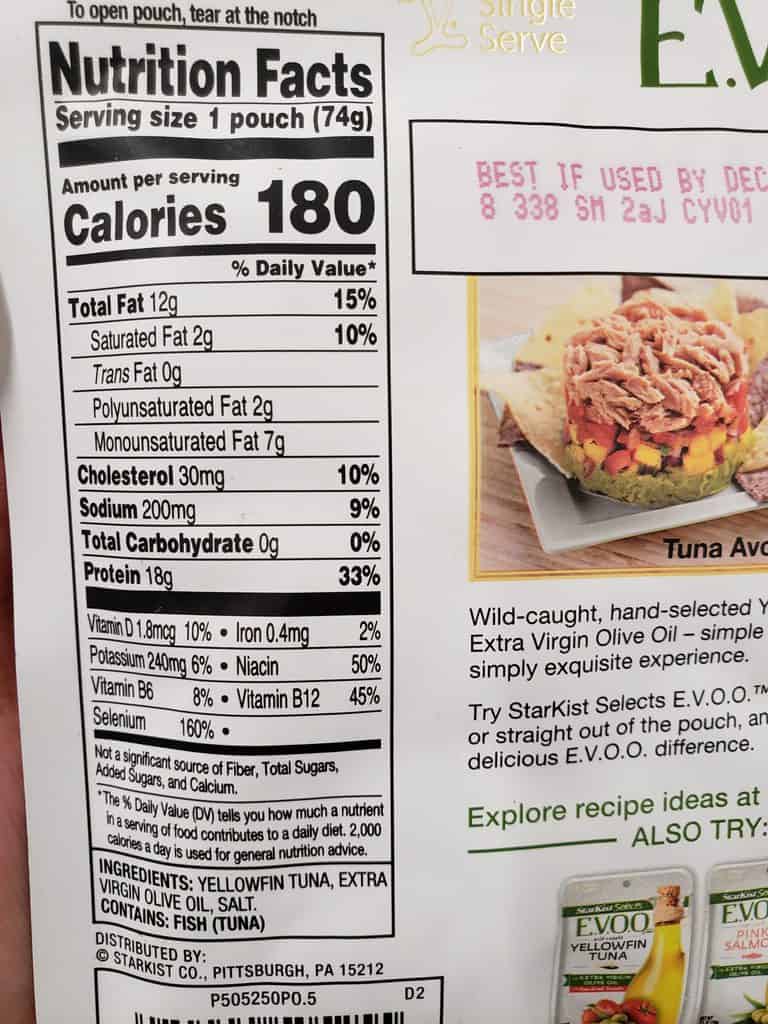 To open pouch, tear at the notch
Single
Serve
E.V
Nutrition Facts
Serving size 1 pouch (74g)
Amount per serving
Calories 180
% Daily Value*
Total Fat 12g 15%
Saturated Fat 2g 10%
Trans Fat 0g
Polyunsaturated Fat 2g
Monounsaturated Fat 7g
Cholesterol 30mg 10%
Sodium 200mg 9%
Total Carbohydrate 0g 0%
Protein 18g 33%
Vitamin D 1.8mcg 10% • Iron 0.4mg 2%
Potassium 240mg 6% • Niacin 50%
Vitamin B6 8% • Vitamin B12 45%
Selenium 160% •
Not a significant source of Fiber, Total Sugars,
Added Sugars, and Calcium.
*The % Daily Value (DV) tells you how much a nutrient
in a serving of food contributes to a daily diet. 2,000
calories a day is used for general nutrition advice.
INGREDIENTS: YELLOWFIN TUNA, EXTRA
VIRGIN OLIVE OIL, SALT.
CONTAINS: FISH (TUNA)
DISTRIBUTED BY:
© STARKIST CO., PITTSBURGH, PA 15212
P505250P0.5 D2
BEST IF USED BY DEC
8 338 SM 2aJ CYV01
Tuna Avo
Wild-caught, hand-selected Y
Extra Virgin Olive Oil – simple
simply exquisite experience.
Try StarKist Selects E.V.O.O.™
or straight out of the pouch, an
delicious E.V.O.O. difference.
Explore recipe ideas at
ALSO TRY:
StarKist Selects
E.V.O.O.
YELLOWFIN
TUNA
EXTRA VIRGIN
OLIVE OIL
StarKist Se
E.V.O
PINK
SALMO